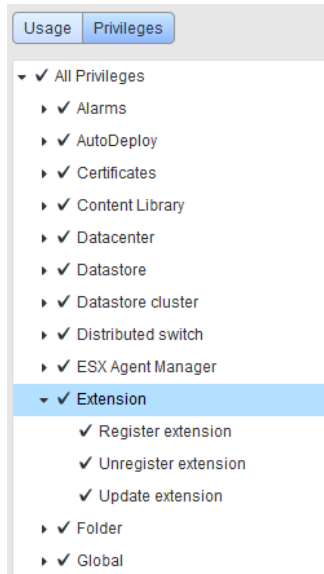 Usage Privileges
All Privileges
Alarms
AutoDeploy
Certificates
Content Library
Datacenter
Datastore
Datastore cluster
Distributed switch
ESX Agent Manager
Extension
Register extension
Unregister extension
Update extension
Folder
Global